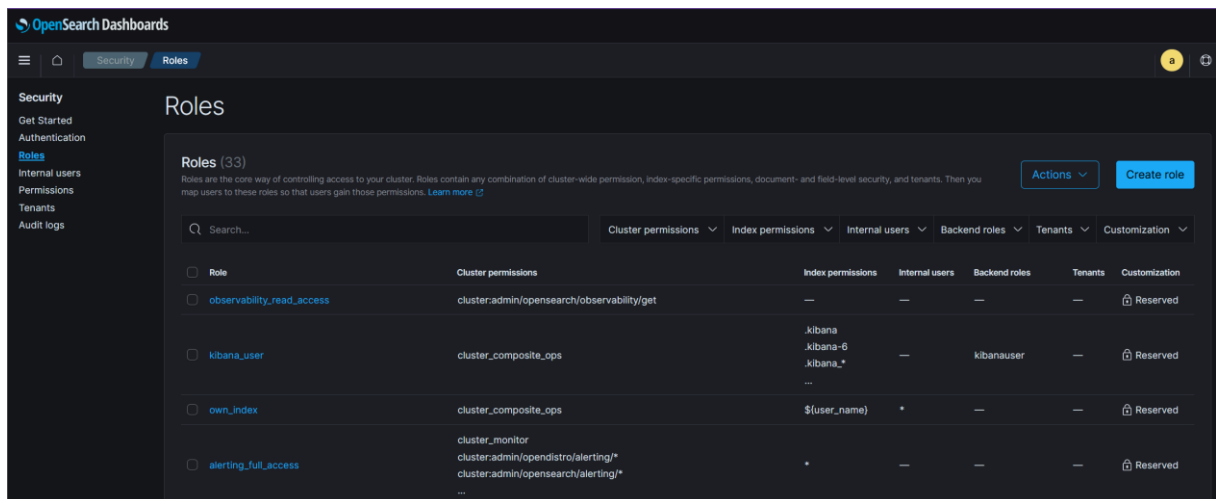 OpenSearch Dashboards
Security
Roles
a
Security
Get Started
Authentication
Roles
Internal users
Permissions
Tenants
Audit logs
Roles
Roles (33)
Roles are the core way of controlling access to your cluster. Roles contain any combination of cluster-wide permission, index-specific permissions, document- and field-level security, and tenants. Then you
map users to these roles so that users gain those permissions. Learn more
Actions
Create role
Search...
Cluster permissions
Index permissions
Internal users
Backend roles
Tenants
Customization
Role Cluster permissions Index permissions Internal users Backend roles Tenants Customization
observability_read_access cluster:admin/opensearch/observability/get — — — — Reserved
kibana_user cluster_composite_ops .kibana
.kibana-6
.kibana_*
...
— kibanauser — Reserved
own_index cluster_composite_ops ${user_name} * — — Reserved
alerting_full_access cluster_monitor
cluster:admin/opendistro/alerting/*
cluster:admin/opensearch/alerting/*
...
* — — — Reserved